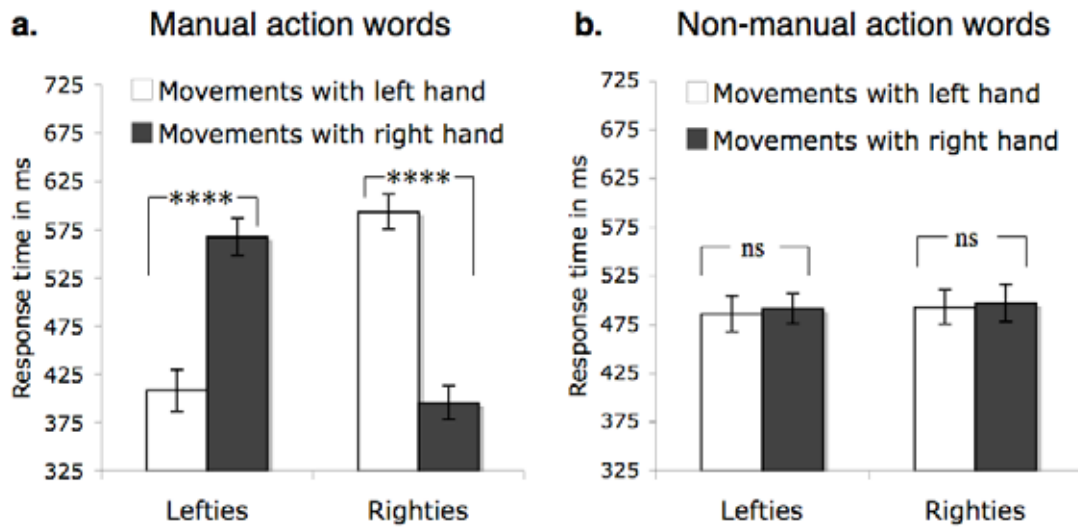 a. Manual action words
Response time in ms
725
675
625
575
525
475
425
375
325
Movements with left hand
Movements with right hand
****
****
Lefties
Righties
b. Non-manual action words
Response time in ms
725
675
625
575
525
475
425
375
325
Movements with left hand
Movements with right hand
ns
ns
Lefties
Righties